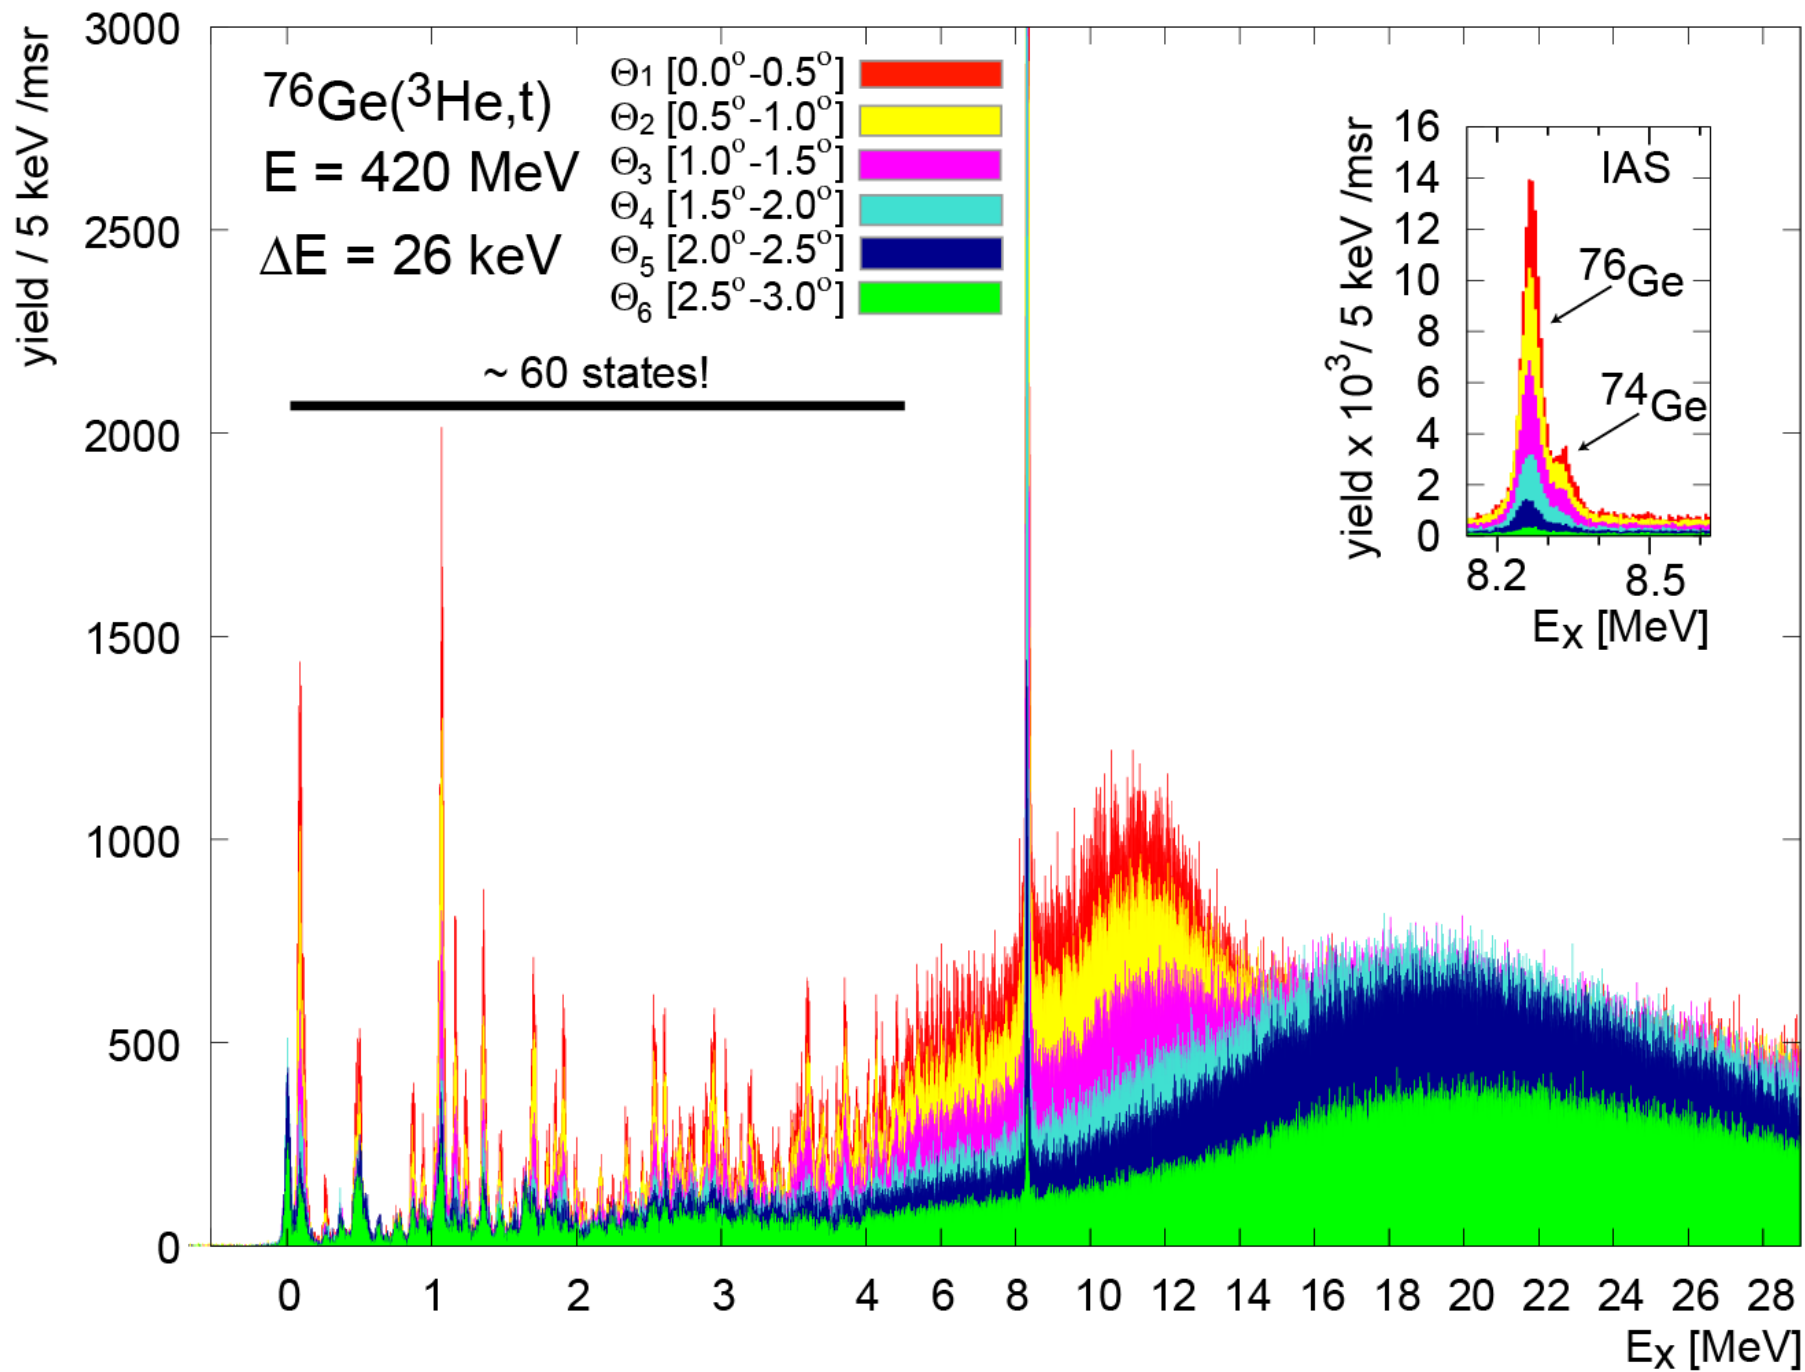 yield / 5 keV /msr
3000
2500
2000
1500
1000
500
0
⁷⁶Ge(³He,t)
E = 420 MeV
ΔE = 26 keV
Θ1 [0.0°-0.5°]
Θ2 [0.5°-1.0°]
Θ3 [1.0°-1.5°]
Θ4 [1.5°-2.0°]
Θ5 [2.0°-2.5°]
Θ6 [2.5°-3.0°]
~ 60 states!
yield x 10³/ 5 keV /msr
16
14
12
10
8
6
4
2
0
IAS
⁷⁶Ge
⁷⁴Ge
8.2 8.5
Ex [MeV]
0 1 2 3 4 6 8 10 12 14 16 18 20 22 24 26 28
Ex [MeV]